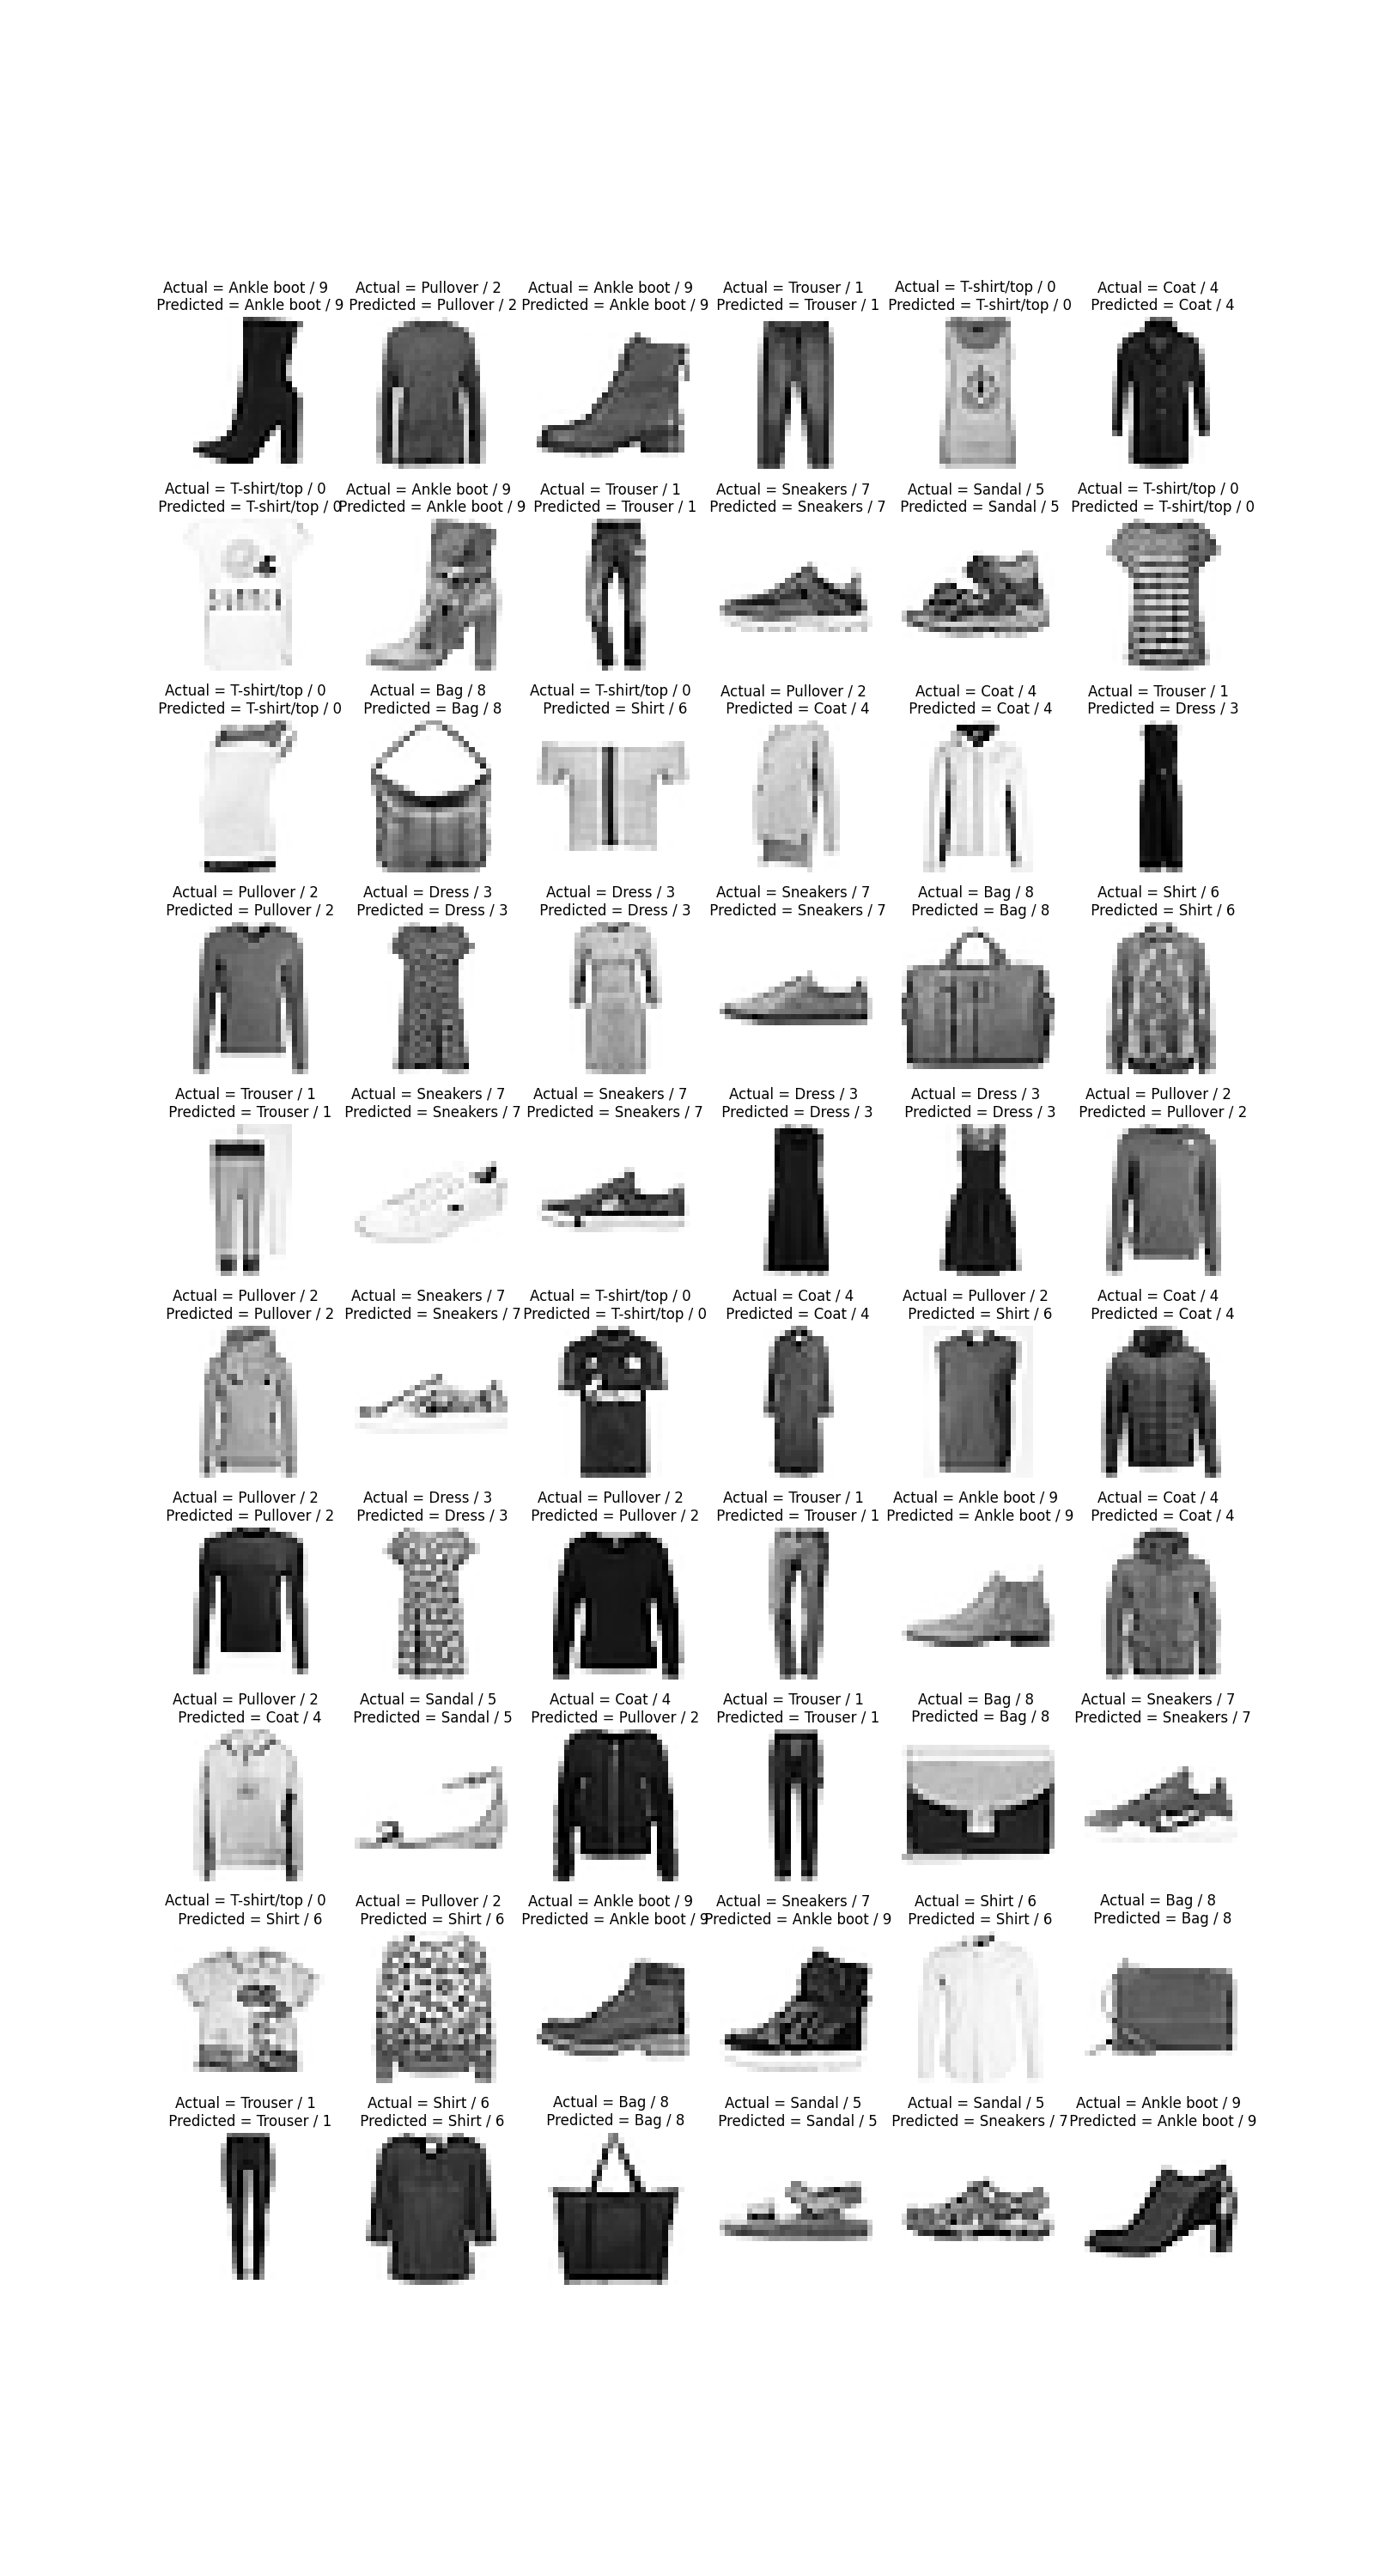 Actual = Ankle boot / 9
Predicted = Ankle boot / 9
Actual = Pullover / 2
Predicted = Pullover / 2
Actual = Ankle boot / 9
Predicted = Ankle boot / 9
Actual = Trouser / 1
Predicted = Trouser / 1
Actual = T-shirt/top / 0
Predicted = T-shirt/top / 0
Actual = Coat / 4
Predicted = Coat / 4
Actual = T-shirt/top / 0
Predicted = T-shirt/top / 0
Actual = Ankle boot / 9
Predicted = Ankle boot / 9
Actual = Trouser / 1
Predicted = Trouser / 1
Actual = Sneakers / 7
Predicted = Sneakers / 7
Actual = Sandal / 5
Predicted = Sandal / 5
Actual = T-shirt/top / 0
Predicted = T-shirt/top / 0
Actual = T-shirt/top / 0
Predicted = T-shirt/top / 0
Actual = Bag / 8
Predicted = Bag / 8
Actual = T-shirt/top / 0
Predicted = Shirt / 6
Actual = Pullover / 2
Predicted = Coat / 4
Actual = Coat / 4
Predicted = Coat / 4
Actual = Trouser / 1
Predicted = Dress / 3
Actual = Pullover / 2
Predicted = Pullover / 2
Actual = Dress / 3
Predicted = Dress / 3
Actual = Dress / 3
Predicted = Dress / 3
Actual = Sneakers / 7
Predicted = Sneakers / 7
Actual = Bag / 8
Predicted = Bag / 8
Actual = Shirt / 6
Predicted = Shirt / 6
Actual = Trouser / 1
Predicted = Trouser / 1
Actual = Sneakers / 7
Predicted = Sneakers / 7
Actual = Sneakers / 7
Predicted = Sneakers / 7
Actual = Dress / 3
Predicted = Dress / 3
Actual = Dress / 3
Predicted = Dress / 3
Actual = Pullover / 2
Predicted = Pullover / 2
Actual = Pullover / 2
Predicted = Pullover / 2
Actual = Sneakers / 7
Predicted = Sneakers / 7
Actual = T-shirt/top / 0
Predicted = T-shirt/top / 0
Actual = Coat / 4
Predicted = Coat / 4
Actual = Pullover / 2
Predicted = Shirt / 6
Actual = Coat / 4
Predicted = Coat / 4
Actual = Pullover / 2
Predicted = Pullover / 2
Actual = Dress / 3
Predicted = Dress / 3
Actual = Pullover / 2
Predicted = Pullover / 2
Actual = Trouser / 1
Predicted = Trouser / 1
Actual = Ankle boot / 9
Predicted = Ankle boot / 9
Actual = Coat / 4
Predicted = Coat / 4
Actual = Pullover / 2
Predicted = Coat / 4
Actual = Sandal / 5
Predicted = Sandal / 5
Actual = Coat / 4
Predicted = Pullover / 2
Actual = Trouser / 1
Predicted = Trouser / 1
Actual = Bag / 8
Predicted = Bag / 8
Actual = Sneakers / 7
Predicted = Sneakers / 7
Actual = T-shirt/top / 0
Predicted = Shirt / 6
Actual = Pullover / 2
Predicted = Shirt / 6
Actual = Ankle boot / 9
Predicted = Ankle boot / 9
Actual = Sneakers / 7
Predicted = Ankle boot / 9
Actual = Shirt / 6
Predicted = Shirt / 6
Actual = Bag / 8
Predicted = Bag / 8
Actual = Trouser / 1
Predicted = Trouser / 1
Actual = Shirt / 6
Predicted = Shirt / 6
Actual = Bag / 8
Predicted = Bag / 8
Actual = Sandal / 5
Predicted = Sandal / 5
Actual = Sandal / 5
Predicted = Sneakers / 7
Actual = Ankle boot / 9
Predicted = Ankle boot / 9